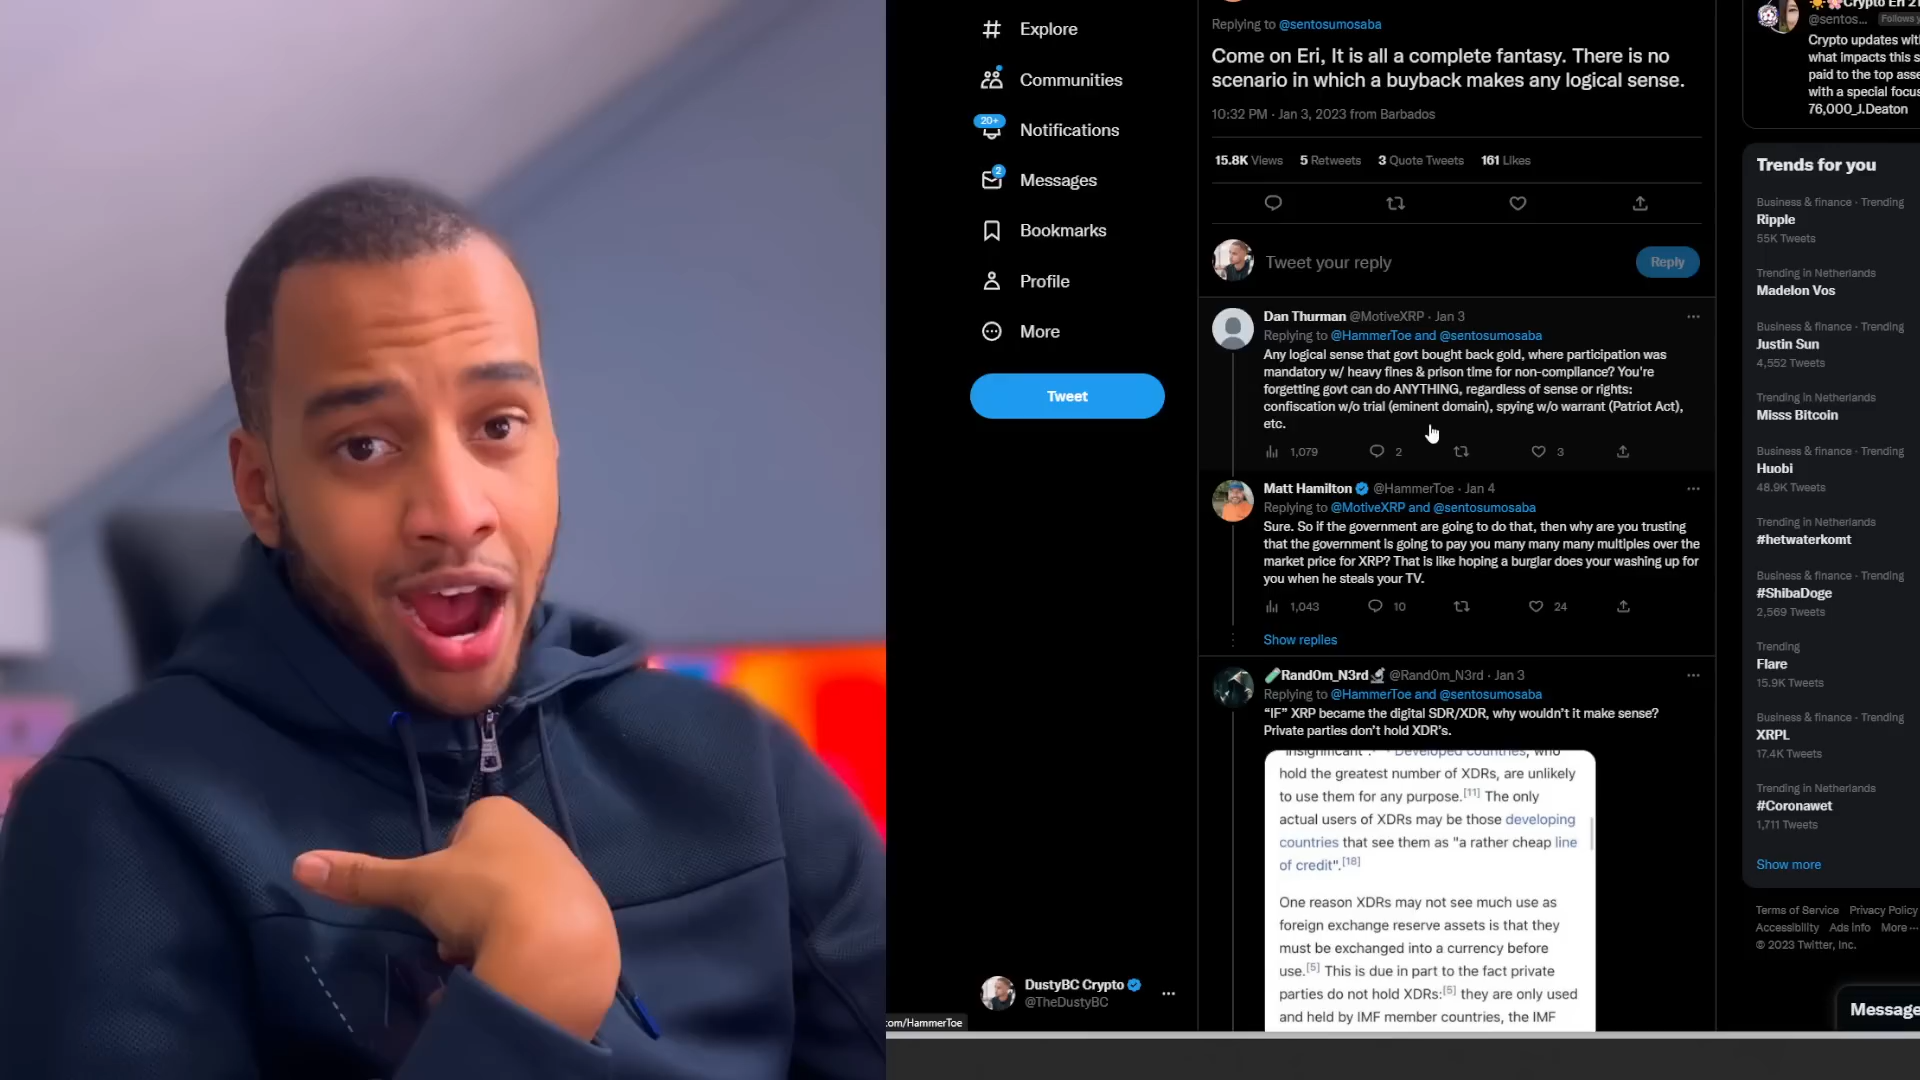 Explore
Communities
20+
Notifications
2
Messages
Bookmarks
Profile
More
Tweet
DustyBC Crypto
@TheDustyBC
com/HammerToe
Replying to @sentosumosaba
Come on Eri, It is all a complete fantasy. There is no
scenario in which a buyback makes any logical sense.
10:32 PM · Jan 3, 2023 from Barbados
15.8K Views 5 Retweets 3 Quote Tweets 161 Likes
Tweet your reply
Reply
Dan Thurman @MotiveXRP · Jan 3
Replying to @HammerToe and @sentosumosaba
Any logical sense that govt bought back gold, where participation was
mandatory w/ heavy fines & prison time for non-compliance? You're
forgetting govt can do ANYTHING, regardless of sense or rights:
confiscation w/o trial (eminent domain), spying w/o warrant (Patriot Act),
etc.
1,079 2 3
Matt Hamilton @HammerToe · Jan 4
Replying to @MotiveXRP and @sentosumosaba
Sure. So if the government are going to do that, then why are you trusting
that the government is going to pay you many many many multiples over the
market price for XRP? That is like hoping a burglar does your washing up for
you when he steals your TV.
1,043 10 24
Show replies
Rand0m_N3rd @Rand0m_N3rd · Jan 3
Replying to @HammerToe and @sentosumosaba
“IF” XRP became the digital SDR/XDR, why wouldn’t it make sense?
Private parties don’t hold XDR’s.
insignificant". Developed countries, who
hold the greatest number of XDRs, are unlikely
to use them for any purpose.[11] The only
actual users of XDRs may be those developing
countries that see them as "a rather cheap line
of credit".[18]
One reason XDRs may not see much use as
foreign exchange reserve assets is that they
must be exchanged into a currency before
use.[5] This is due in part to the fact private
parties do not hold XDRs:[5] they are only used
and held by IMF member countries, the IMF
Crypto Eri
@sentos... Follows y
Crypto updates wit
what impacts this s
paid to the top asse
with a special focus
76,000_J.Deaton
Trends for you
Business & finance · Trending
Ripple
55K Tweets
Trending in Netherlands
Madelon Vos
Business & finance · Trending
Justin Sun
4,552 Tweets
Trending in Netherlands
Misss Bitcoin
Business & finance · Trending
Huobi
48.9K Tweets
Trending in Netherlands
#hetwaterkomt
Business & finance · Trending
#ShibaDoge
2,569 Tweets
Trending
Flare
15.9K Tweets
Business & finance · Trending
XRPL
17.4K Tweets
Trending in Netherlands
#Coronawet
1,711 Tweets
Show more
Terms of Service Privacy Policy
Accessibility Ads info More ···
© 2023 Twitter, Inc.
Message